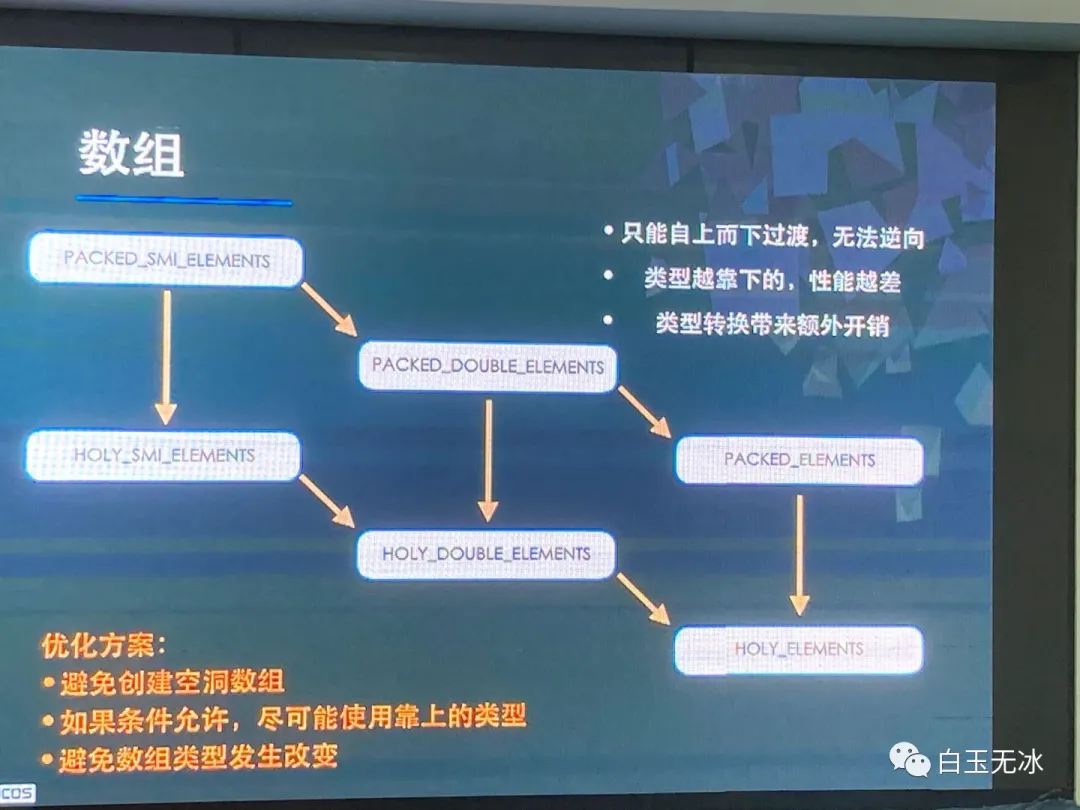 数组
PACKED_SMI_ELEMENTS
• 只能自上而下过渡，无法逆向
• 类型越靠下的，性能越差
• 类型转换带来额外开销
PACKED_DOUBLE_ELEMENTS
HOLY_SMI_ELEMENTS
PACKED_ELEMENTS
HOLY_DOUBLE_ELEMENTS
HOLY_ELEMENTS
优化方案：
• 避免创建空洞数组
• 如果条件允许，尽可能使用靠上的类型
• 避免数组类型发生改变
白玉无冰
cos